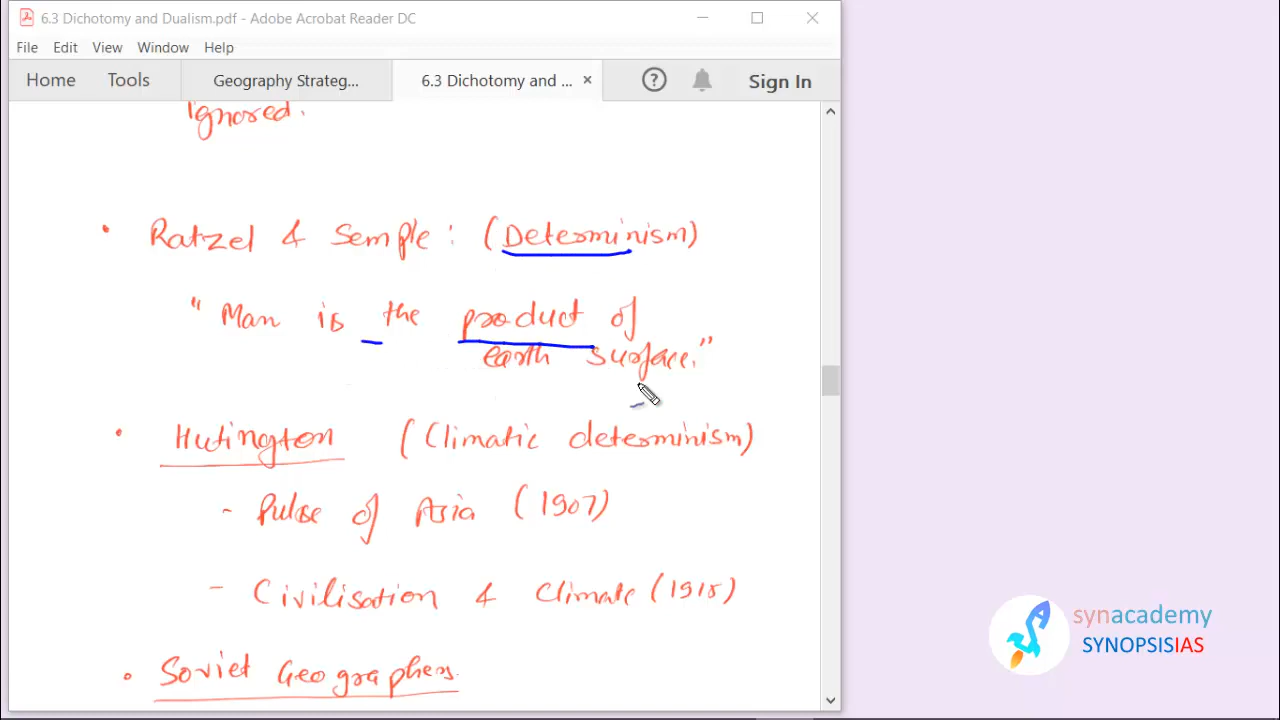 6.3 Dichotomy and Dualism.pdf - Adobe Acrobat Reader DC
File Edit View Window Help
Home Tools Geography Strateg... 6.3 Dichotomy and ... × ? Sign In
Ignored.
• Ratzel & Semple: (Determinism)
"Man is the product of
earth surface."
• Hutington (Climatic determinism)
- Pulse of Asia (1907)
- Civilisation & Climate (1915)
• Soviet Geographers.
synacademy
SYNOPSISIAS